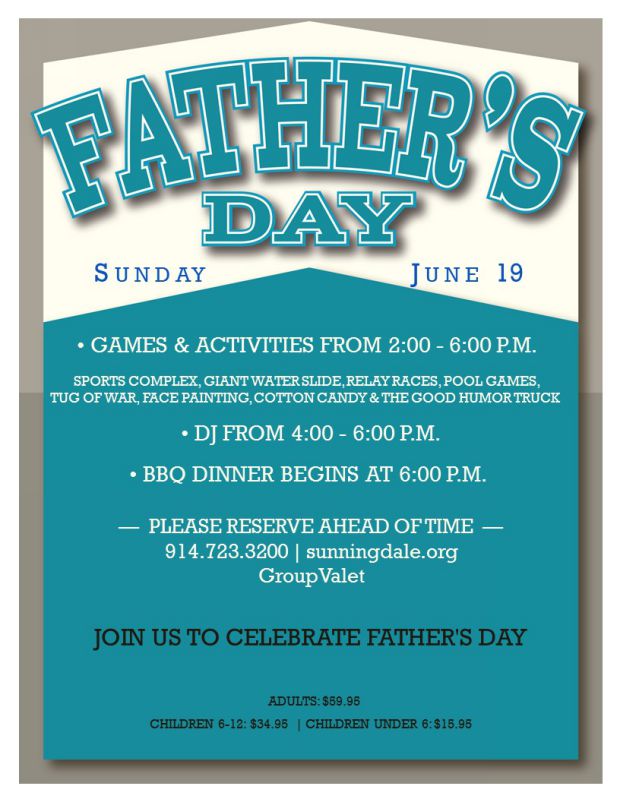 FATHER'S
DAY
SUNDAY JUNE 19
• GAMES & ACTIVITIES FROM 2:00 - 6:00 P.M.
SPORTS COMPLEX, GIANT WATER SLIDE, RELAY RACES, POOL GAMES,
TUG OF WAR, FACE PAINTING, COTTON CANDY & THE GOOD HUMOR TRUCK
• DJ FROM 4:00 - 6:00 P.M.
• BBQ DINNER BEGINS AT 6:00 P.M.
— PLEASE RESERVE AHEAD OF TIME —
914.723.3200 | sunningdale.org
GroupValet
JOIN US TO CELEBRATE FATHER'S DAY
ADULTS: $59.95
CHILDREN 6-12: $34.95 | CHILDREN UNDER 6: $15.95